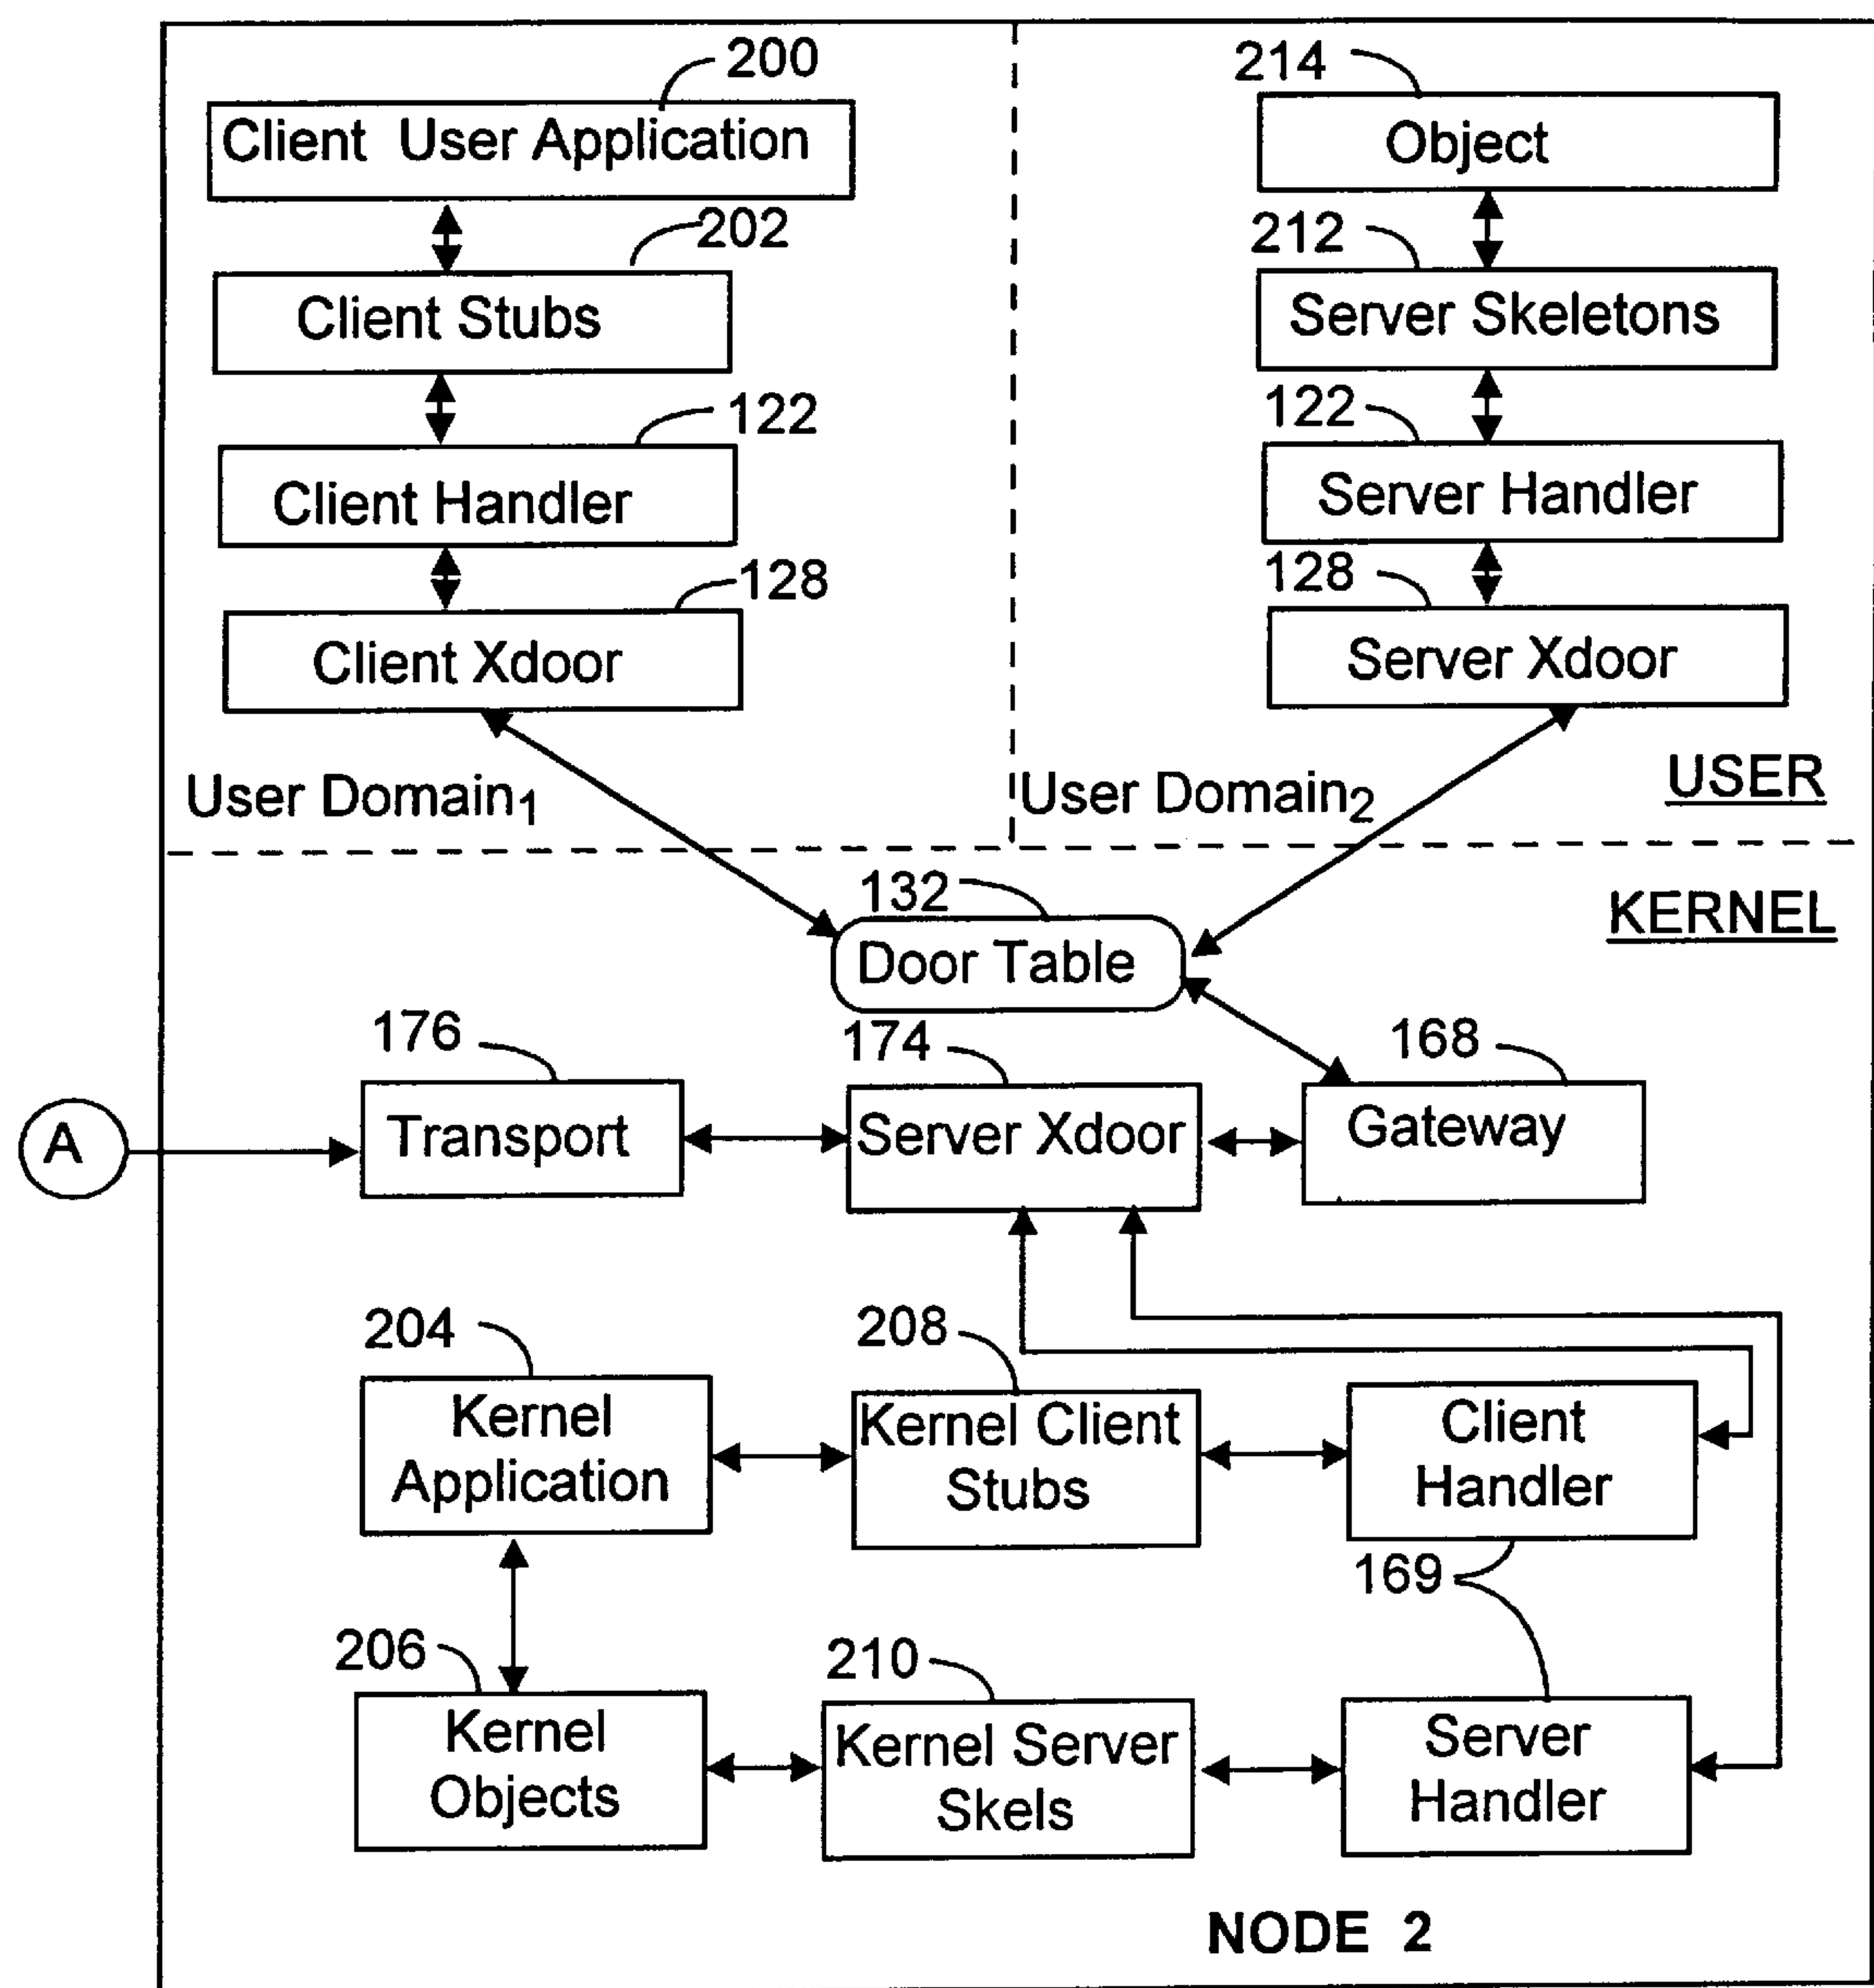 200
Client User Application
202
Client Stubs
122
Client Handler
128
Client Xdoor
User Domain1
214
Object
212
Server Skeletons
122
Server Handler
128
Server Xdoor
User Domain2
USER
KERNEL
132
Door Table
A
176
Transport
174
Server Xdoor
168
Gateway
204
Kernel
Application
208
Kernel Client
Stubs
Client
Handler
169
206
Kernel
Objects
210
Kernel Server
Skels
Server
Handler
NODE 2